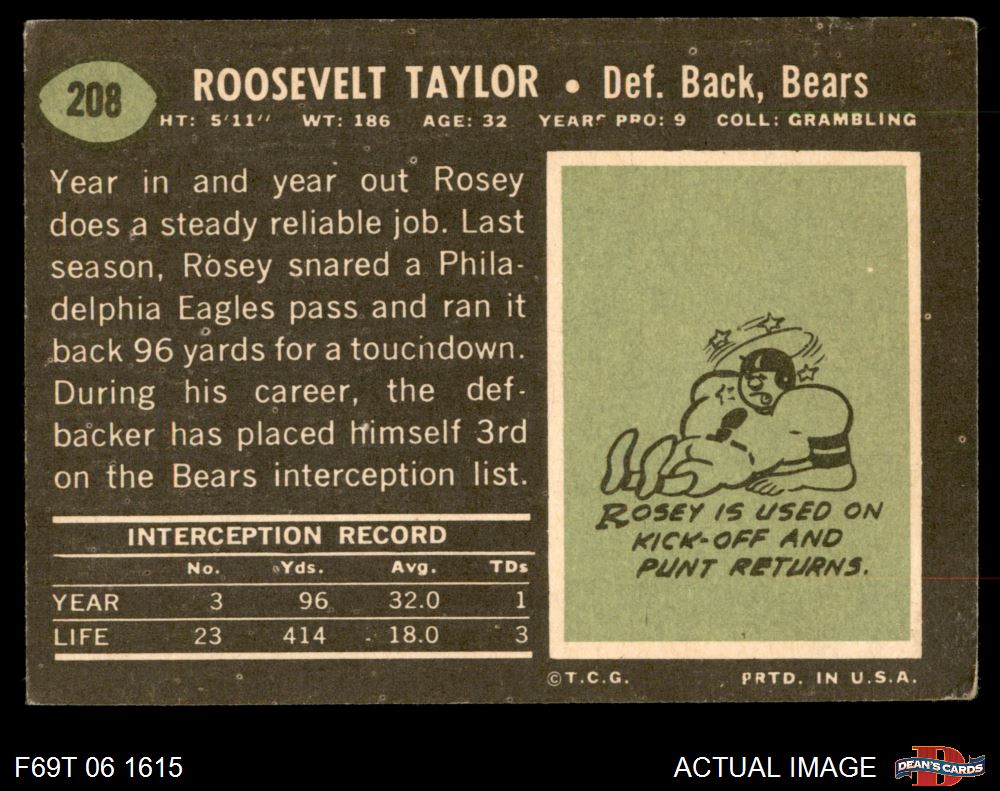 208
ROOSEVELT TAYLOR • Def. Back, Bears
HT: 5'11" WT: 186 AGE: 32 YEARS PRO: 9 COLL: GRAMBLING
Year in and year out Rosey
does a steady reliable job. Last
season, Rosey snared a Phila-
delphia Eagles pass and ran it
back 96 yards for a touchdown.
During his career, the def-
backer has placed himself 3rd
on the Bears interception list.
INTERCEPTION RECORD
No. Yds. Avg. TDs
YEAR 3 96 32.0 1
LIFE 23 414 18.0 3
ROSEY IS USED ON
KICK-OFF AND
PUNT RETURNS.
©T.C.G. PRTD. IN U.S.A.
F69T 06 1615
ACTUAL IMAGE
DEAN'S CARDS